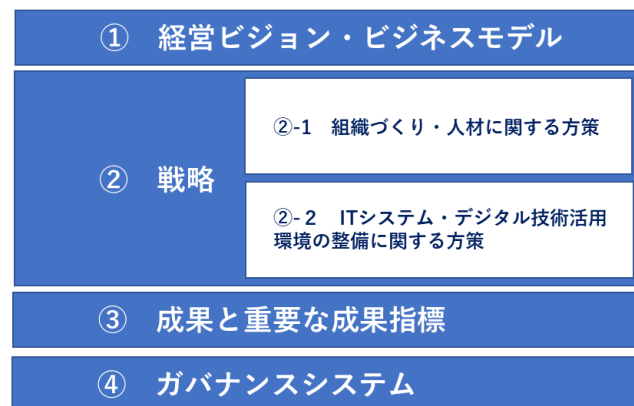 ① 経営ビジョン・ビジネスモデル
② 戦略
②-1 組織づくり・人材に関する方策
②-２ ITシステム・デジタル技術活用
環境の整備に関する方策
③ 成果と重要な成果指標
④ ガバナンスシステム